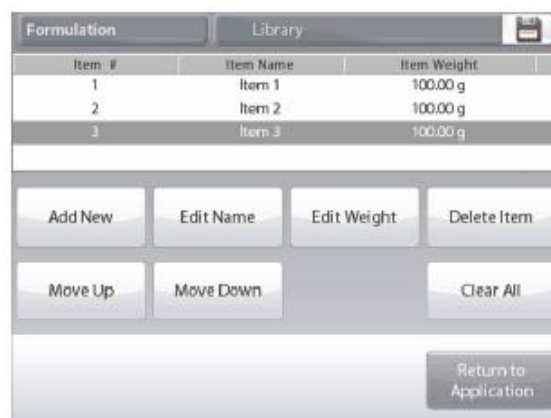 Formulation Library
Item # Item Name Item Weight
1 Item 1 100.00 g
2 Item 2 100.00 g
3 Item 3 100.00 g
Add New Edit Name Edit Weight Delete Item
Move Up Move Down Clear All
Return to
Application